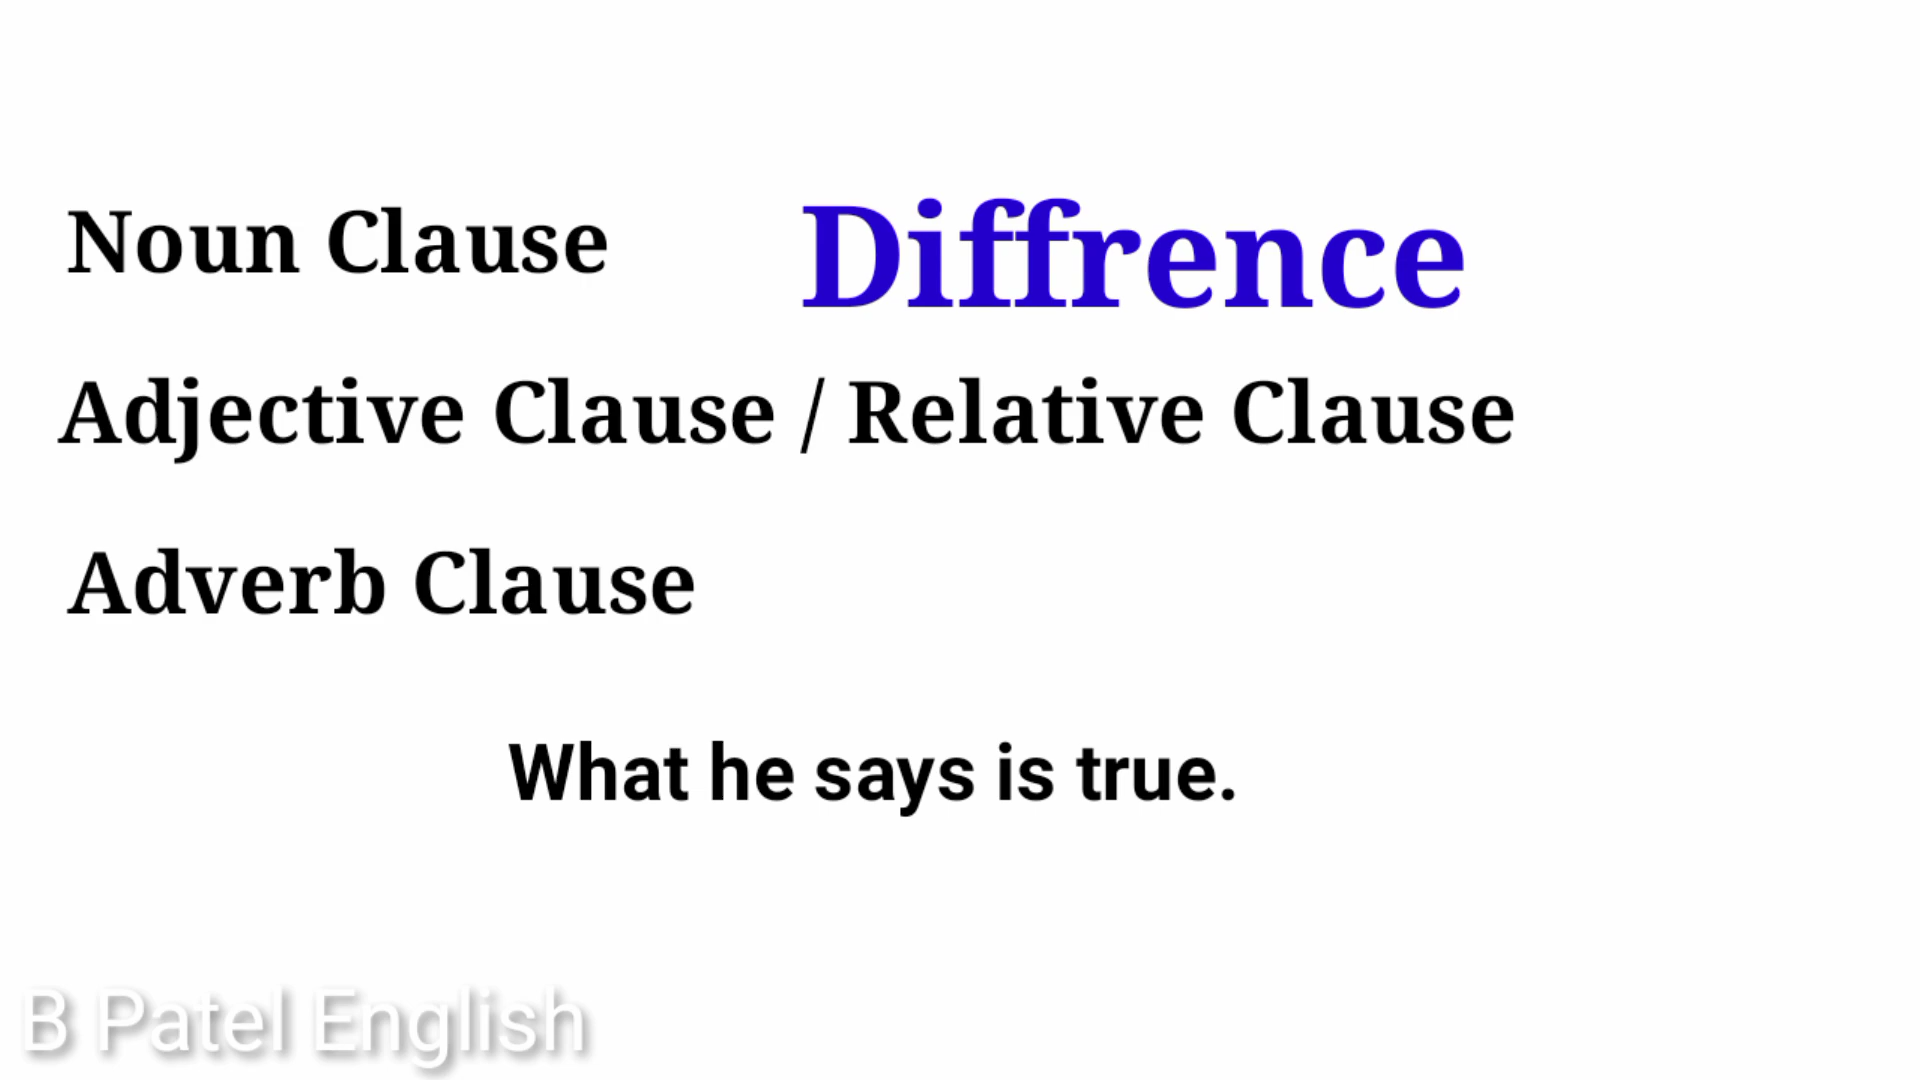 Noun Clause
Diffrence
Adjective Clause / Relative Clause
Adverb Clause
What he says is true.
B Patel English